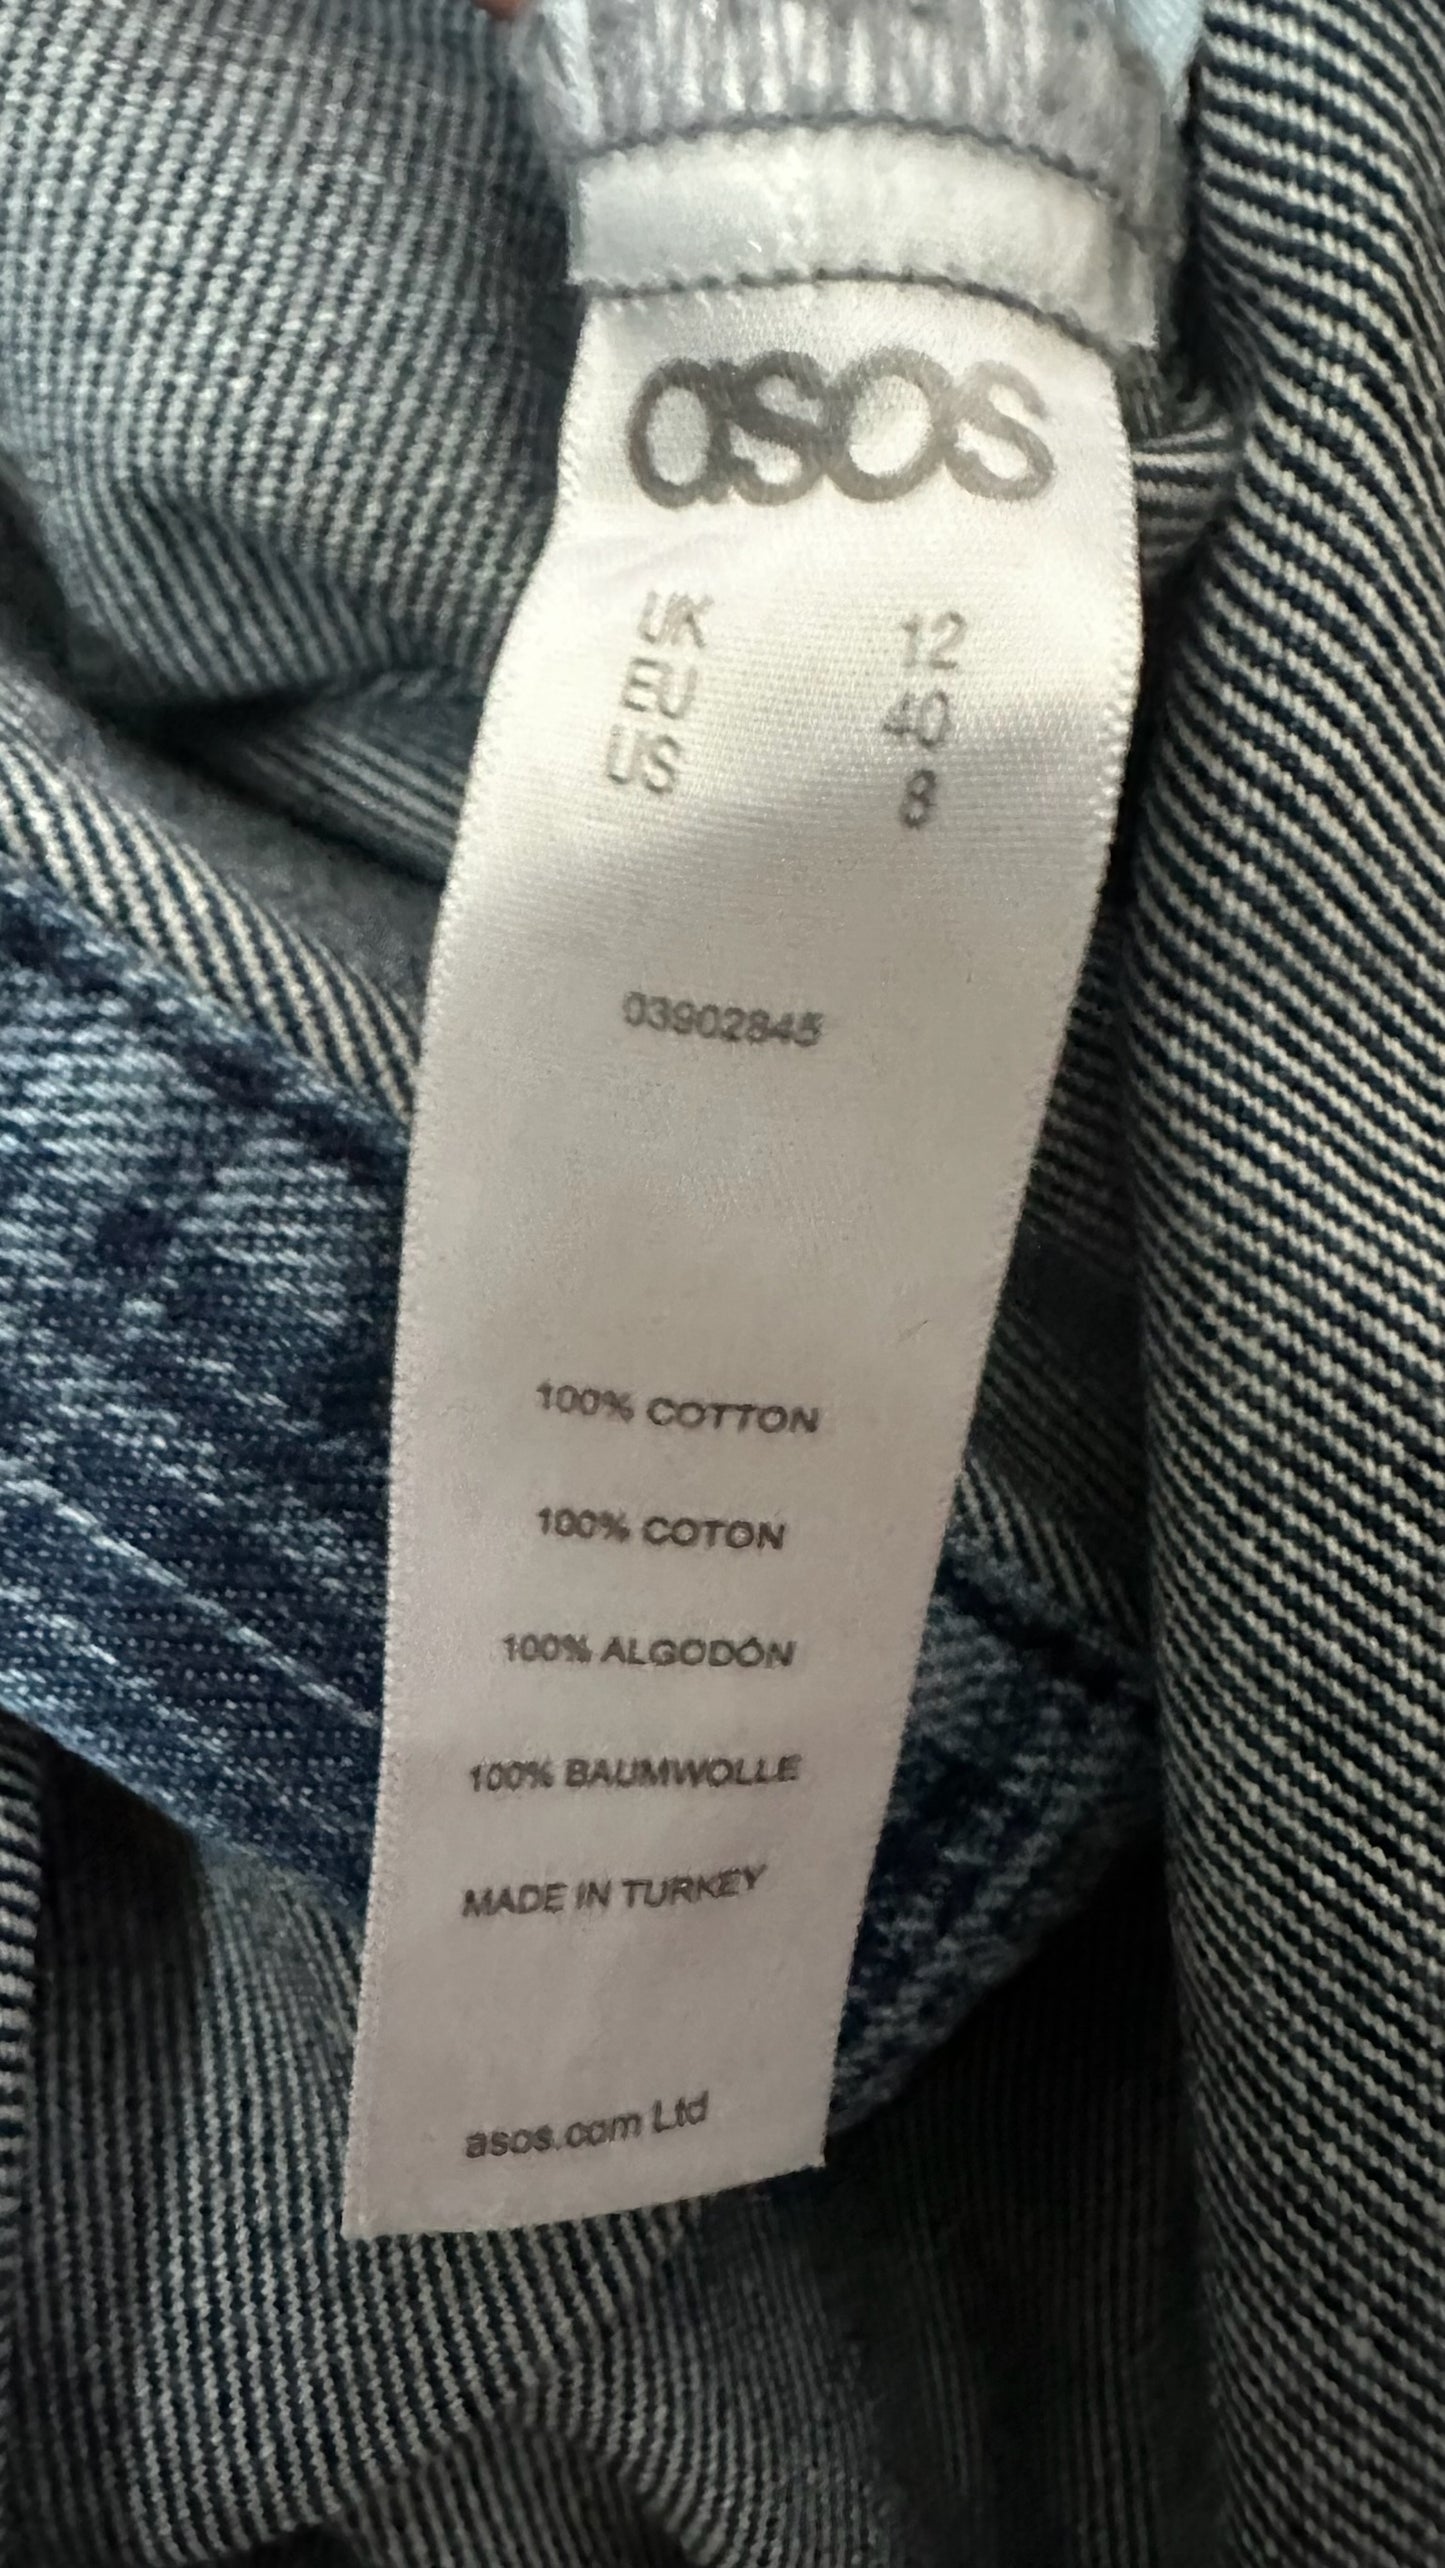 asos
UK 12
EU 40
US 8
03902845
100% COTTON
100% COTON
100% ALGODÓN
100% BAUMWOLLE
MADE IN TURKEY
asos.com Ltd